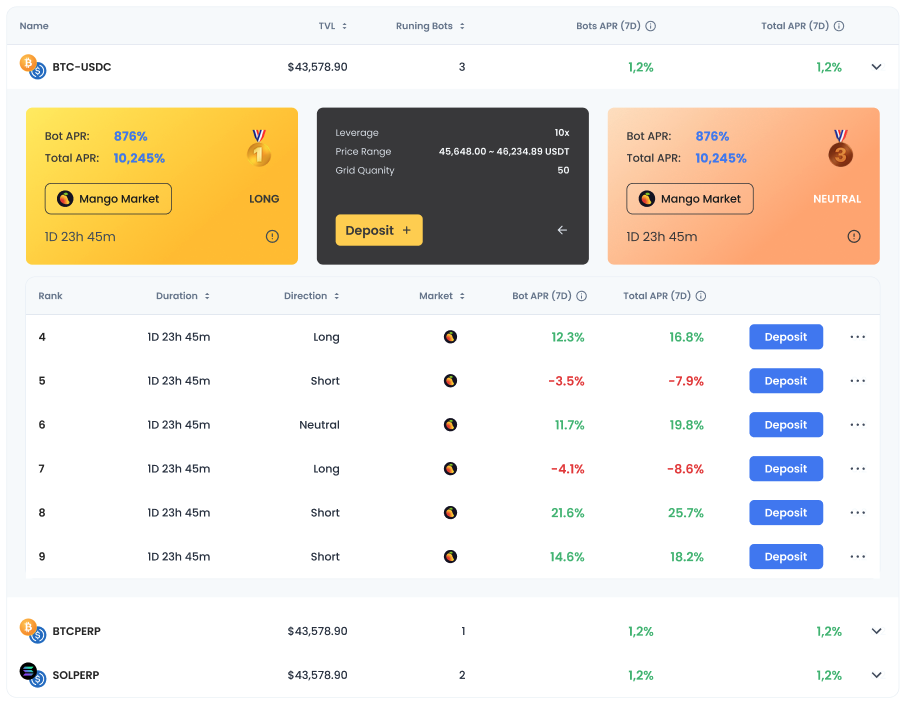 Name TVL Runing Bots Bots APR (7D) Total APR (7D)
BTC-USDC $43,578.90 3 1,2% 1,2%
Bot APR: 876%
Total APR: 10,245%
1
Mango Market LONG
1D 23h 45m
Leverage 10x
Price Range 45,648.00 ~ 46,234.89 USDT
Grid Quanity 50
Deposit +
Bot APR: 876%
Total APR: 10,245%
3
Mango Market NEUTRAL
1D 23h 45m
Rank Duration Direction Market Bot APR (7D) Total APR (7D)
4 1D 23h 45m Long 12.3% 16.8% Deposit ...
5 1D 23h 45m Short -3.5% -7.9% Deposit ...
6 1D 23h 45m Neutral 11.7% 19.8% Deposit ...
7 1D 23h 45m Long -4.1% -8.6% Deposit ...
8 1D 23h 45m Short 21.6% 25.7% Deposit ...
9 1D 23h 45m Short 14.6% 18.2% Deposit ...
BTCPERP $43,578.90 1 1,2% 1,2%
SOLPERP $43,578.90 2 1,2% 1,2%